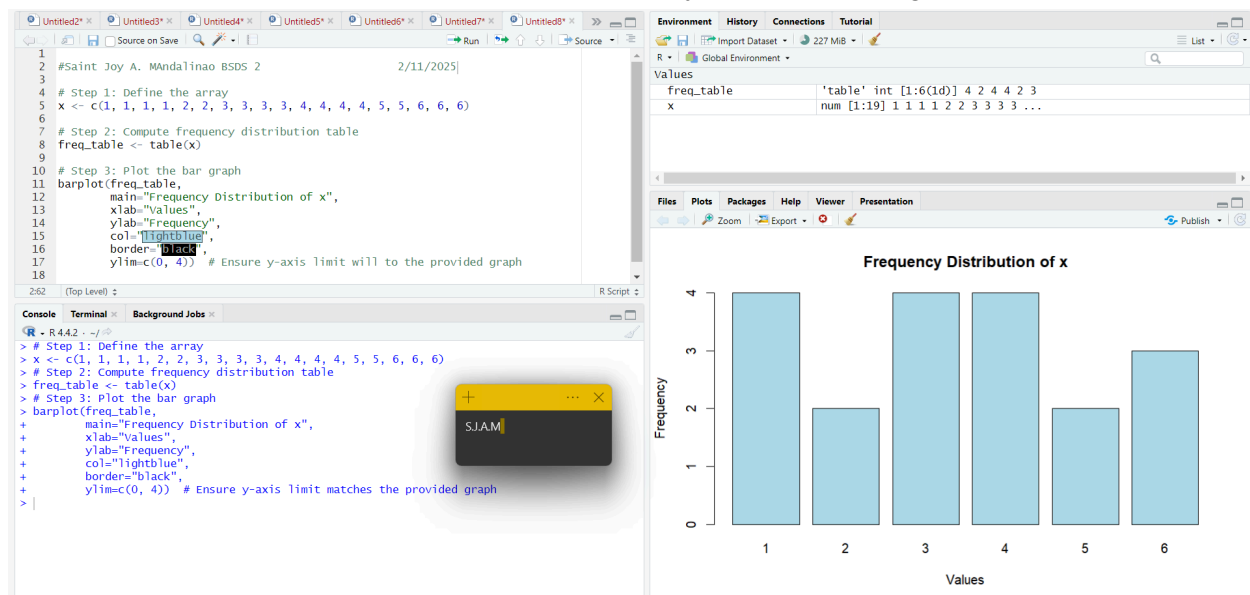 Untitled2* × Untitled3* × Untitled4* × Untitled5* × Untitled6* × Untitled7* × Untitled8* ×
Source on Save Run Source
1
2 #Saint Joy A. MAndalinao BSDS 2 2/11/2025
3
4 # Step 1: Define the array
5 x <- c(1, 1, 1, 1, 2, 2, 3, 3, 3, 3, 4, 4, 4, 4, 5, 5, 6, 6, 6)
6
7 # Step 2: Compute frequency distribution table
8 freq_table <- table(x)
9
10 # Step 3: Plot the bar graph
11 barplot(freq_table,
12 main="Frequency Distribution of x",
13 xlab="Values",
14 ylab="Frequency",
15 col="lightblue",
16 border="black",
17 ylim=c(0, 4)) # Ensure y-axis limit will to the provided graph
18
2:62 (Top Level) R Script
Console Terminal × Background Jobs ×
R 4.4.2 · ~/
> # Step 1: Define the array
> x <- c(1, 1, 1, 1, 2, 2, 3, 3, 3, 3, 4, 4, 4, 4, 5, 5, 6, 6, 6)
> # Step 2: Compute frequency distribution table
> freq_table <- table(x)
> # Step 3: Plot the bar graph
> barplot(freq_table,
+ main="Frequency Distribution of x",
+ xlab="Values",
+ ylab="Frequency",
+ col="lightblue",
+ border="black",
+ ylim=c(0, 4)) # Ensure y-axis limit matches the provided graph
>
S.J.A.M
Environment History Connections Tutorial
Import Dataset 227 MiB List
R Global Environment
Values
freq_table 'table' int [1:6(1d)] 4 2 4 4 2 3
x num [1:19] 1 1 1 1 2 2 3 3 3 3 ...
Files Plots Packages Help Viewer Presentation
Zoom Export Publish
Frequency Distribution of x
Frequency
4
3
2
1
0
1 2 3 4 5 6
Values